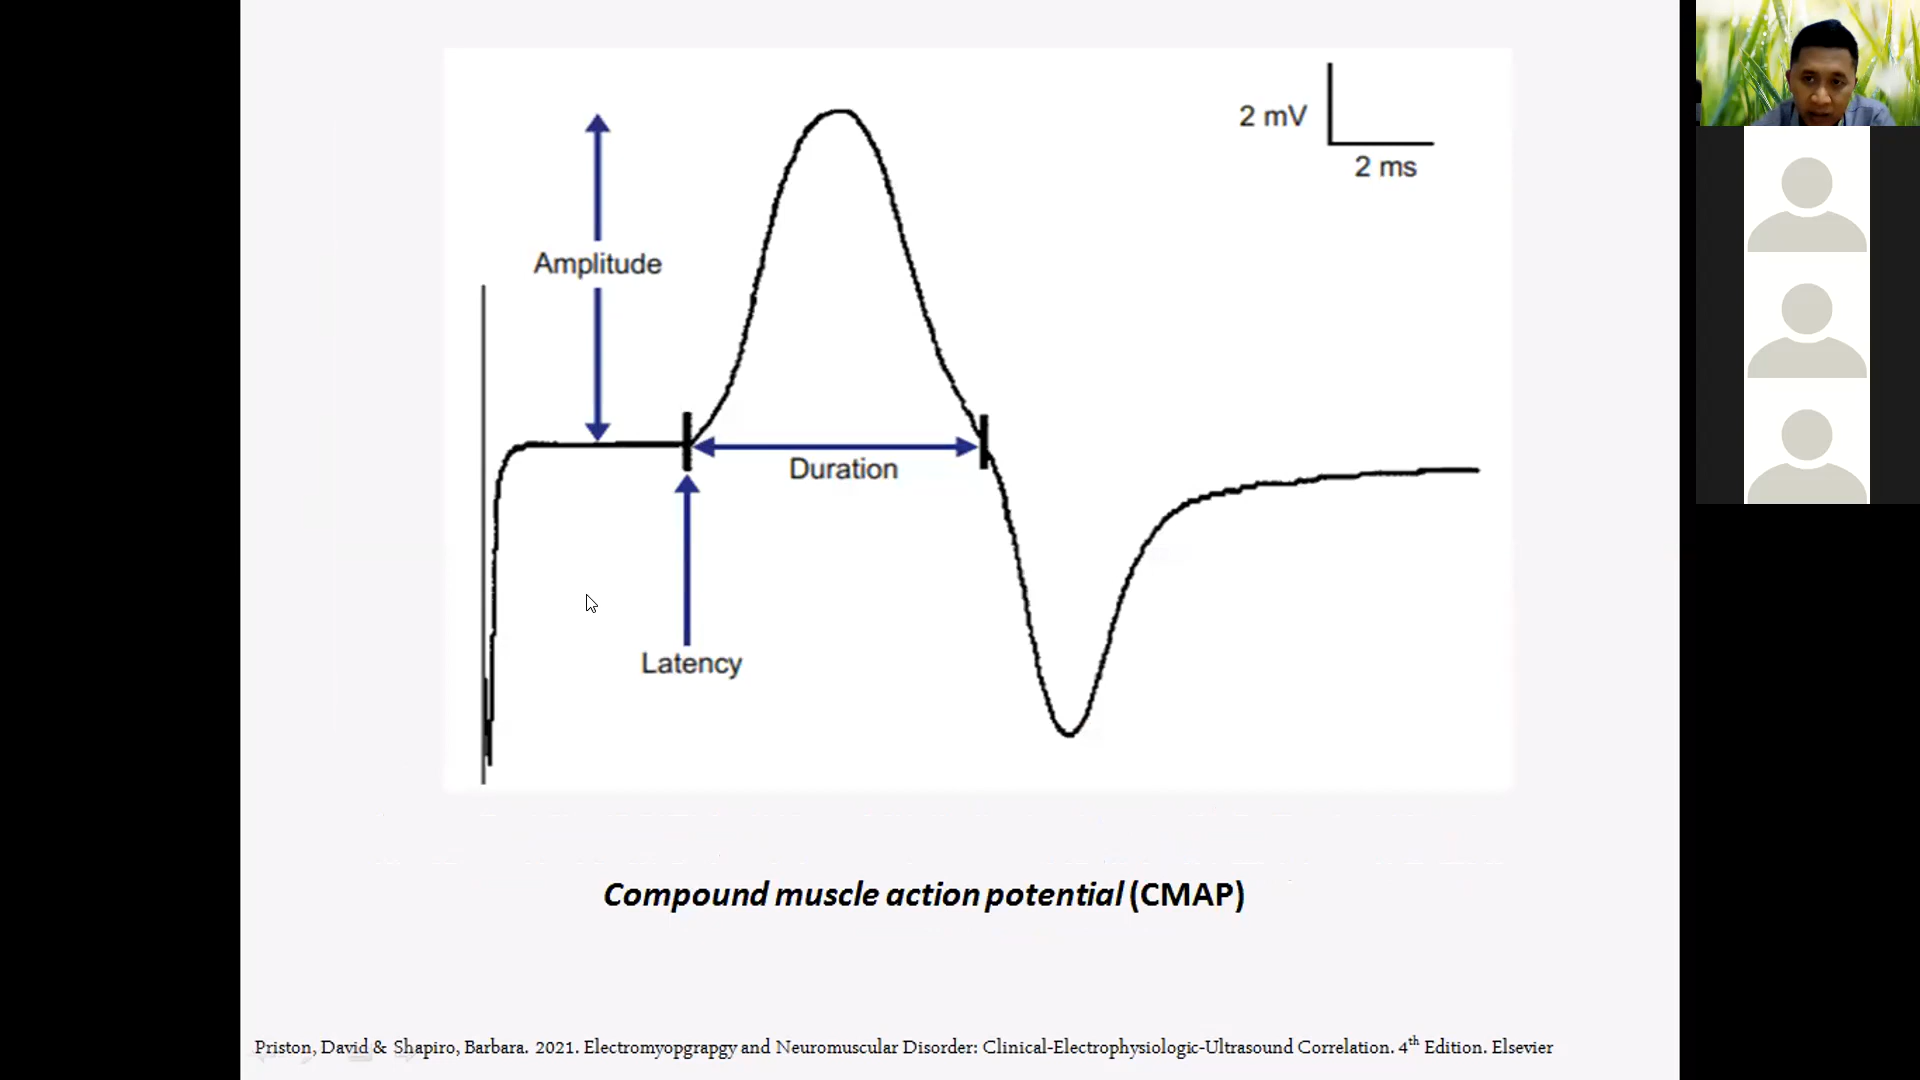 2 mV
2 ms
Amplitude
Duration
Latency
Compound muscle action potential (CMAP)
Priston, David & Shapiro, Barbara. 2021. Electromyopgrapgy and Neuromuscular Disorder: Clinical-Electrophysiologic-Ultrasound Correlation. 4th Edition. Elsevier